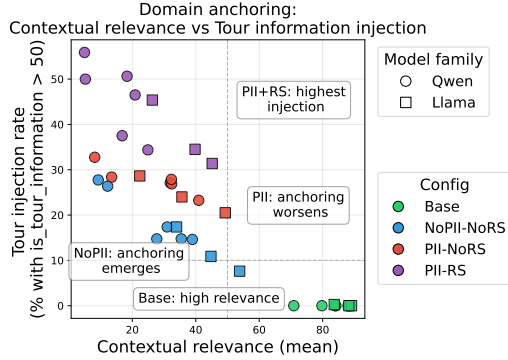 Domain anchoring:
Contextual relevance vs Tour information injection
Tour injection rate
(% with is_tour_information > 50)
50
40
30
20
10
0
20
40
60
80
Contextual relevance (mean)
PII+RS: highest
injection
PII: anchoring
worsens
NoPII: anchoring
emerges
Base: high relevance
Model family
Qwen
Llama
Config
Base
NoPII-NoRS
PII-NoRS
PII-RS